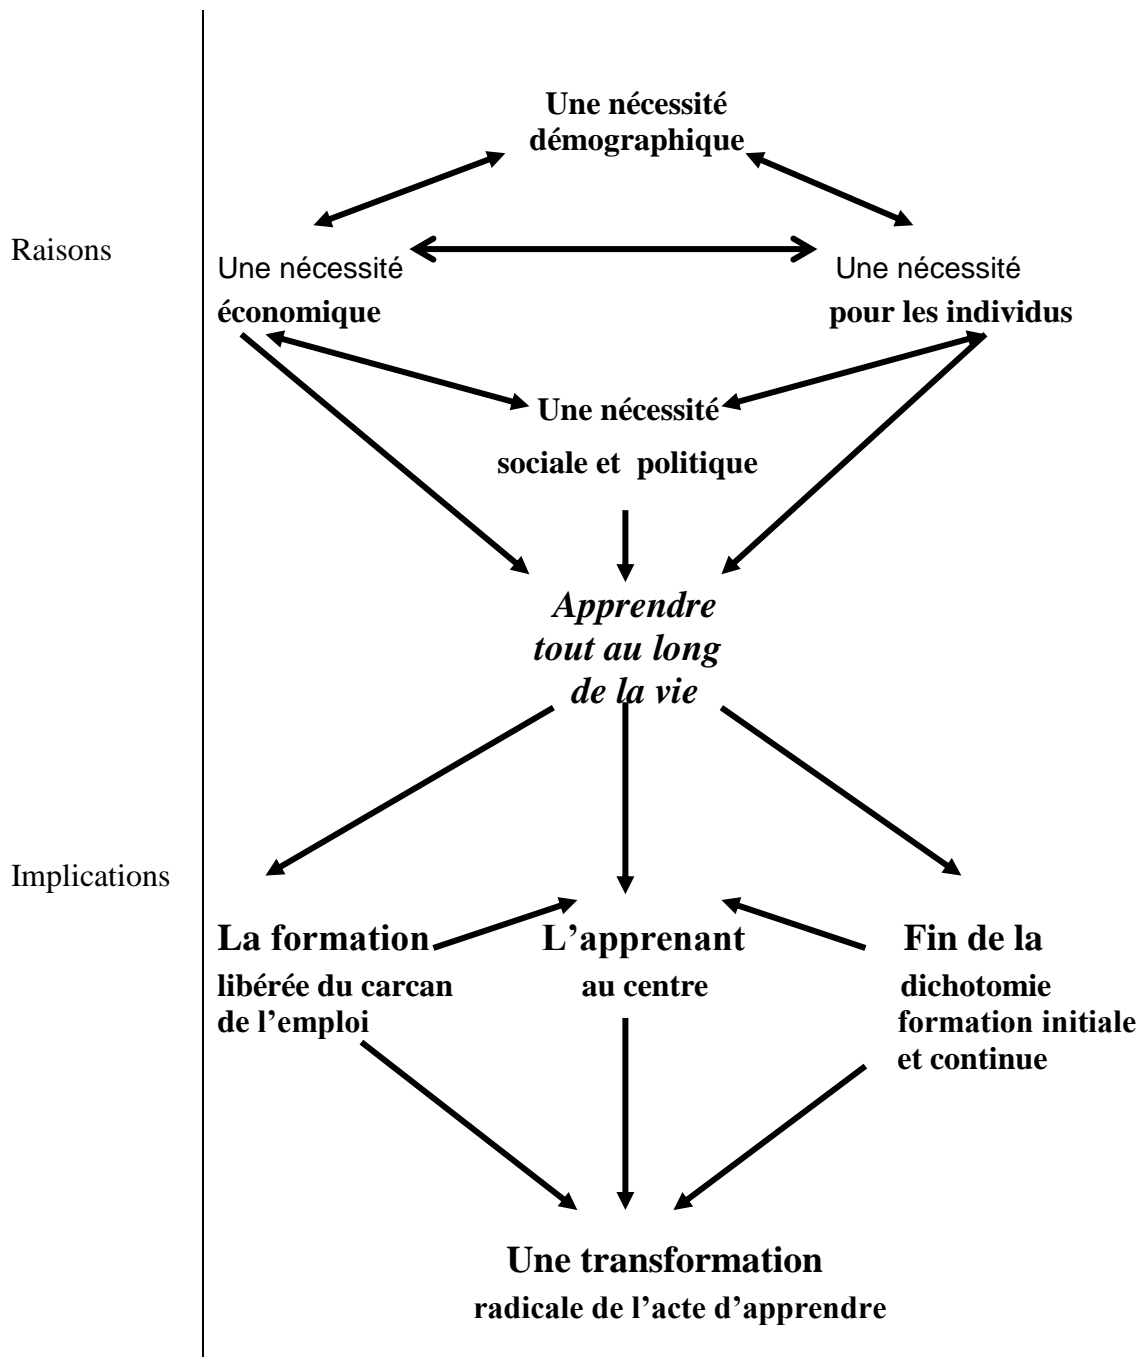 Une nécessité
démographique
Raisons
Une nécessité
économique
Une nécessité
pour les individus
Une nécessité
sociale et politique
Apprendre
tout au long
de la vie
Implications
La formation
libérée du carcan
de l’emploi
L’apprenant
au centre
Fin de la
dichotomie
formation initiale
et continue
Une transformation
radicale de l’acte d’apprendre